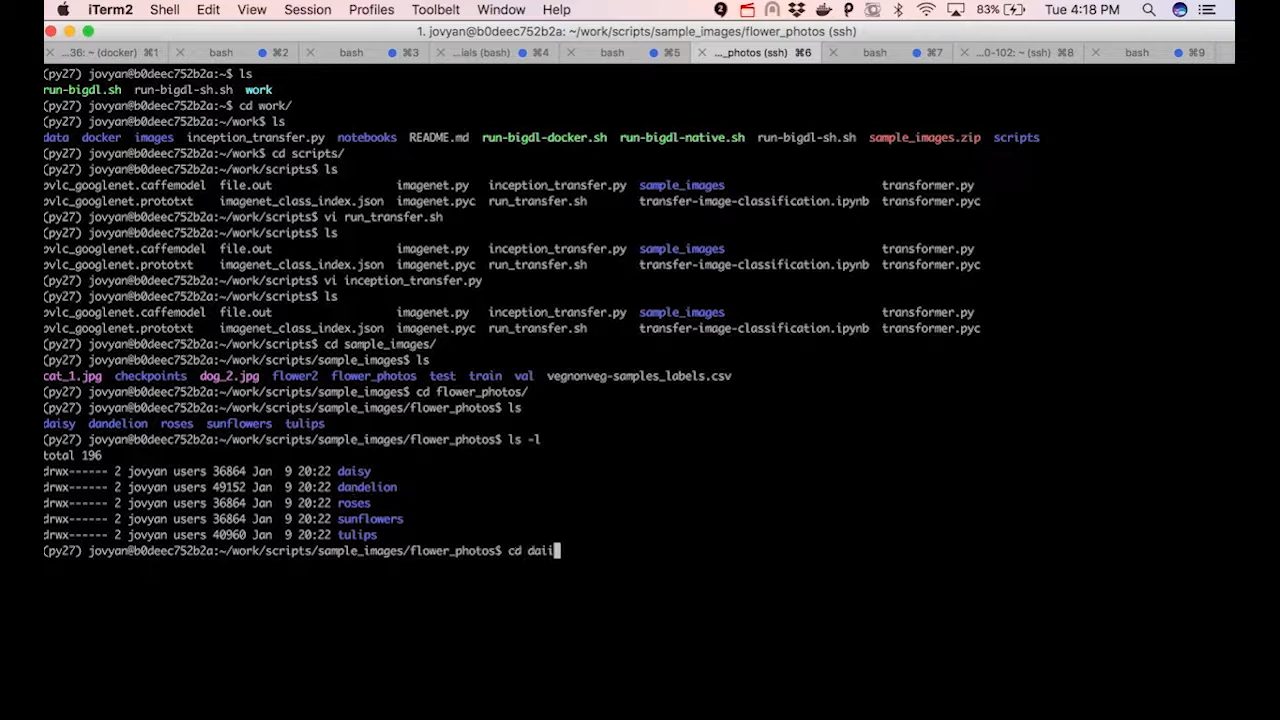 iTerm2 Shell Edit View Session Profiles Toolbelt Window Help 83% Tue 4:18 PM
1. jovyan@b0deec752b2a: ~/work/scripts/sample_images/flower_photos (ssh)
...36: ~ (docker) ⌘1 bash ⌘2 bash ⌘3 ...ials (bash) ⌘4 bash ⌘5 ..._photos (ssh) ⌘6 bash ⌘7 ...0-102: ~ (ssh) ⌘8 bash ⌘9
(py27) jovyan@b0deec752b2a:~$ ls
run-bigdl.sh run-bigdl-sh.sh work
(py27) jovyan@b0deec752b2a:~$ cd work/
(py27) jovyan@b0deec752b2a:~/work$ ls
data docker images inception_transfer.py notebooks README.md run-bigdl-docker.sh run-bigdl-native.sh run-bigdl-sh.sh sample_images.zip scripts
(py27) jovyan@b0deec752b2a:~/work$ cd scripts/
(py27) jovyan@b0deec752b2a:~/work/scripts$ ls
bvlc_googlenet.caffemodel file.out imagenet.py inception_transfer.py sample_images transformer.py
bvlc_googlenet.prototxt imagenet_class_index.json imagenet.pyc run_transfer.sh transfer-image-classification.ipynb transformer.pyc
(py27) jovyan@b0deec752b2a:~/work/scripts$ vi run_transfer.sh
(py27) jovyan@b0deec752b2a:~/work/scripts$ ls
bvlc_googlenet.caffemodel file.out imagenet.py inception_transfer.py sample_images transformer.py
bvlc_googlenet.prototxt imagenet_class_index.json imagenet.pyc run_transfer.sh transfer-image-classification.ipynb transformer.pyc
(py27) jovyan@b0deec752b2a:~/work/scripts$ vi inception_transfer.py
(py27) jovyan@b0deec752b2a:~/work/scripts$ ls
bvlc_googlenet.caffemodel file.out imagenet.py inception_transfer.py sample_images transformer.py
bvlc_googlenet.prototxt imagenet_class_index.json imagenet.pyc run_transfer.sh transfer-image-classification.ipynb transformer.pyc
(py27) jovyan@b0deec752b2a:~/work/scripts$ cd sample_images/
(py27) jovyan@b0deec752b2a:~/work/scripts/sample_images$ ls
cat_1.jpg checkpoints dog_2.jpg flower2 flower_photos test train val vegnonveg-samples_labels.csv
(py27) jovyan@b0deec752b2a:~/work/scripts/sample_images$ cd flower_photos/
(py27) jovyan@b0deec752b2a:~/work/scripts/sample_images/flower_photos$ ls
daisy dandelion roses sunflowers tulips
(py27) jovyan@b0deec752b2a:~/work/scripts/sample_images/flower_photos$ ls -l
total 196
drwx------ 2 jovyan users 36864 Jan 9 20:22 daisy
drwx------ 2 jovyan users 49152 Jan 9 20:22 dandelion
drwx------ 2 jovyan users 36864 Jan 9 20:22 roses
drwx------ 2 jovyan users 36864 Jan 9 20:22 sunflowers
drwx------ 2 jovyan users 40960 Jan 9 20:22 tulips
(py27) jovyan@b0deec752b2a:~/work/scripts/sample_images/flower_photos$ cd daii